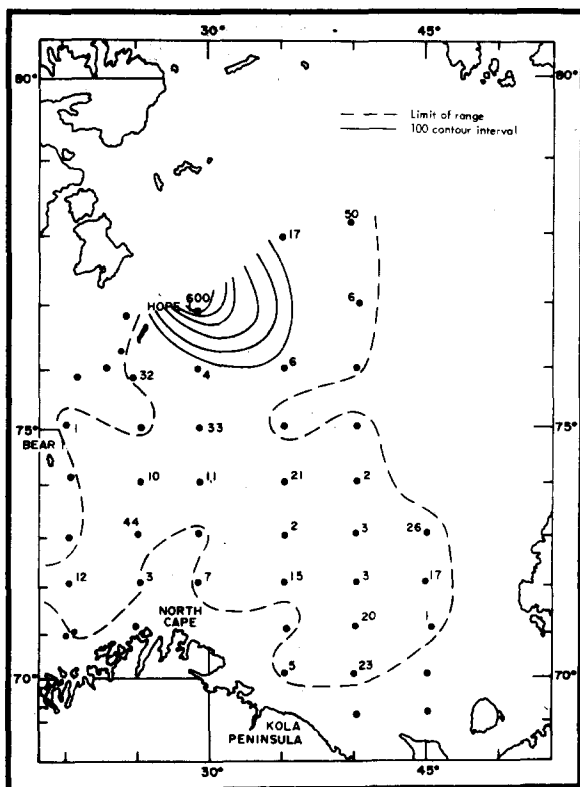 30° 45°
80° 80°
Limit of range
100 contour interval
50
17
HOPE 600 6
32 4 6
1 33
75° 75°
BEAR I
10 11 21 2
44 2 3 26
12 3 7 15 3 17
NORTH
CAPE
20 1
5 23
70° 70°
KOLA
PENINSULA
30° 45°